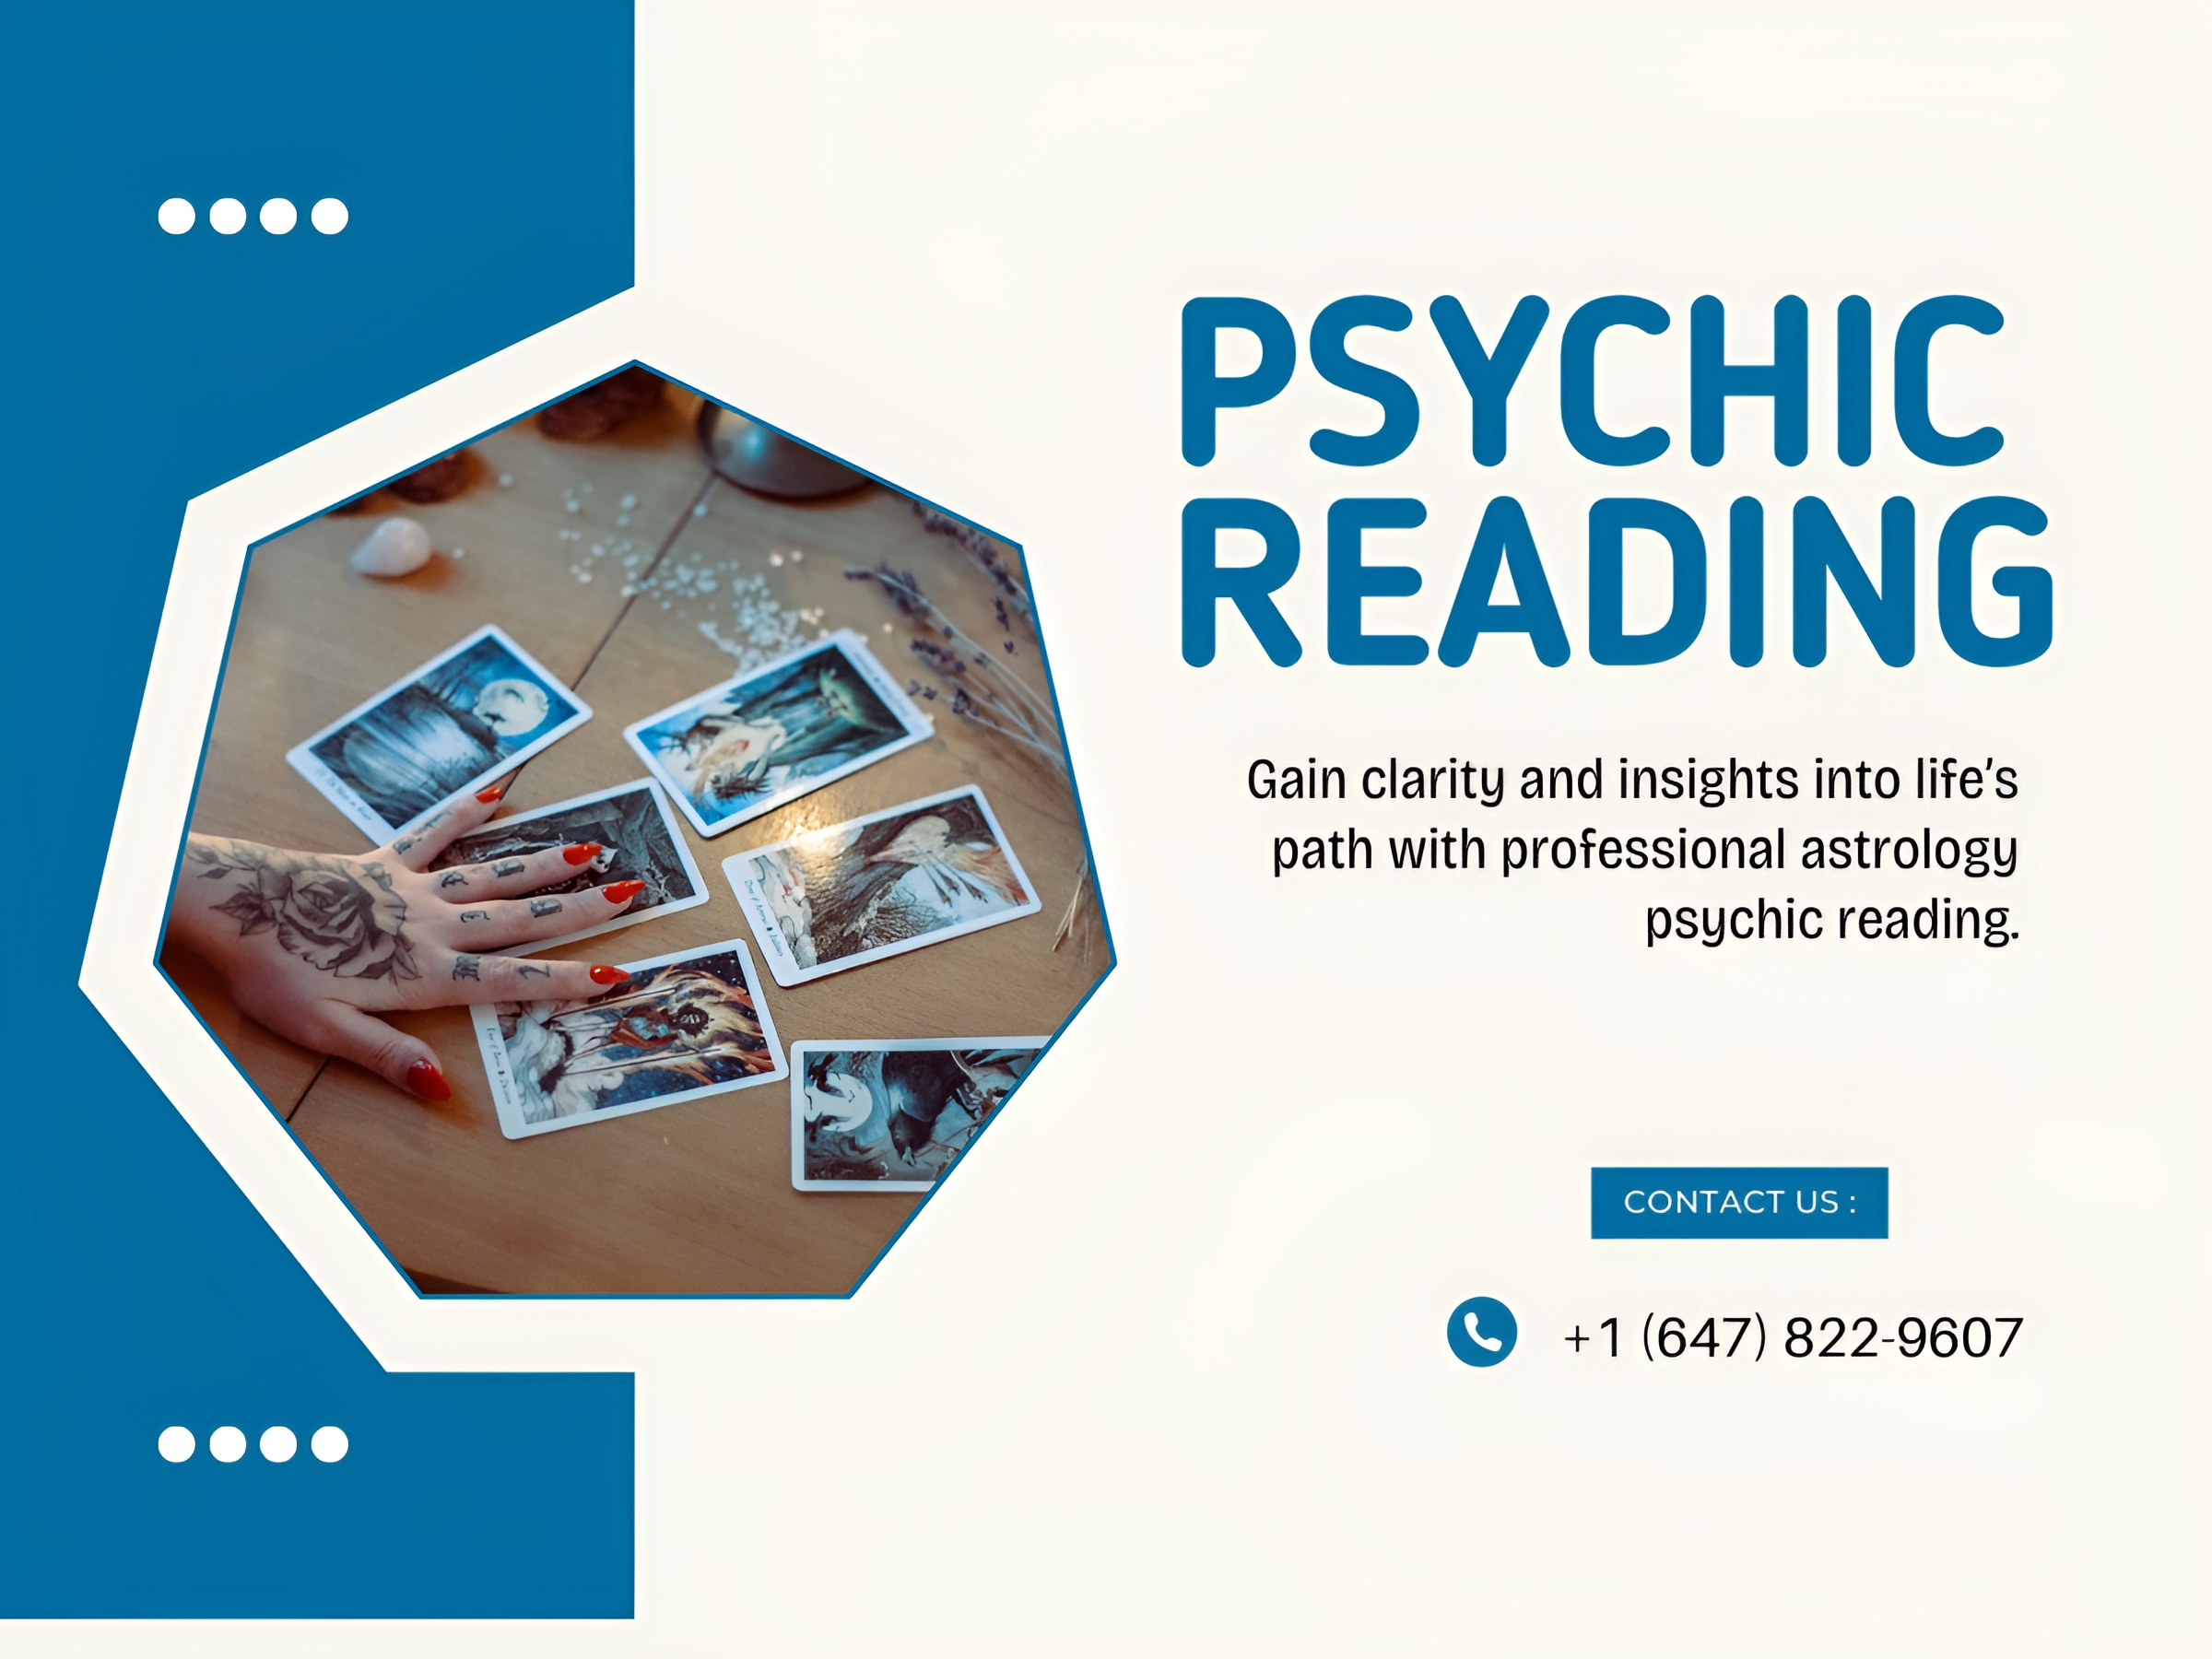 PSYCHIC
READING
Gain clarity and insights into life's
path with professional astrology
psychic reading.
CONTACT US :
+1 (647) 822-9607